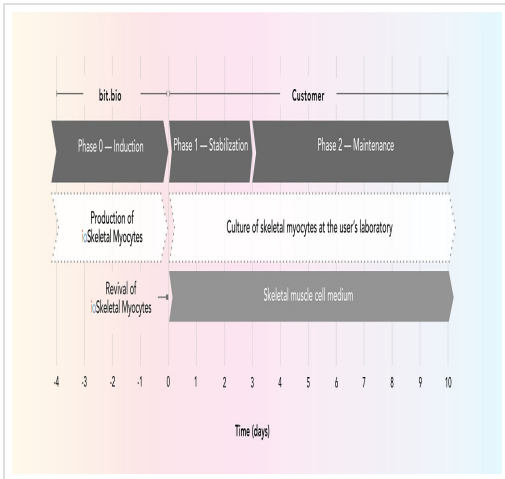 bit.bio
Customer
Phase 0 — Induction
Phase 1 — Stabilization
Phase 2 — Maintenance
Production of
ioSkeletal Myocytes
Culture of skeletal myocytes at the user's laboratory
Revival of
ioSkeletal Myocytes
Skeletal muscle cell medium
-4 -3 -2 -1 0 1 2 3 4 5 6 7 8 9 10
Time (days)